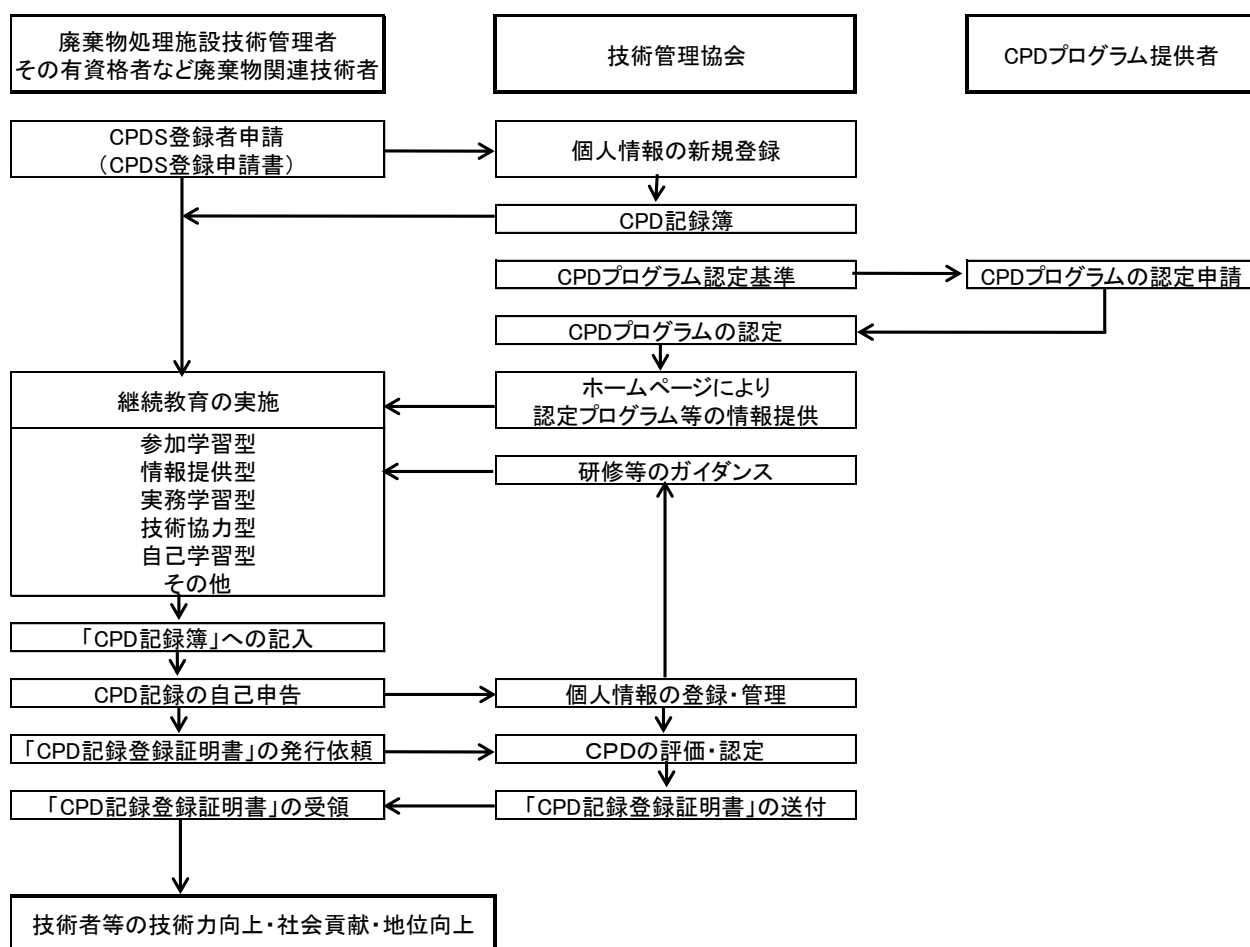 廃棄物処理施設技術管理者
その有資格者など廃棄物関連技術者
技術管理協会
CPDプログラム提供者
CPDS登録者申請
(CPDS登録申請書)
個人情報の新規登録
CPD記録簿
CPDプログラム認定基準
CPDプログラムの認定申請
CPDプログラムの認定
継続教育の実施
ホームページにより
認定プログラム等の情報提供
参加学習型
情報提供型
実務学習型
技術協力型
自己学習型
その他
研修等のガイダンス
「CPD記録簿」への記入
CPD記録の自己申告
個人情報の登録・管理
「CPD記録登録証明書」の発行依頼
CPDの評価・認定
「CPD記録登録証明書」の受領
「CPD記録登録証明書」の送付
技術者等の技術力向上・社会貢献・地位向上